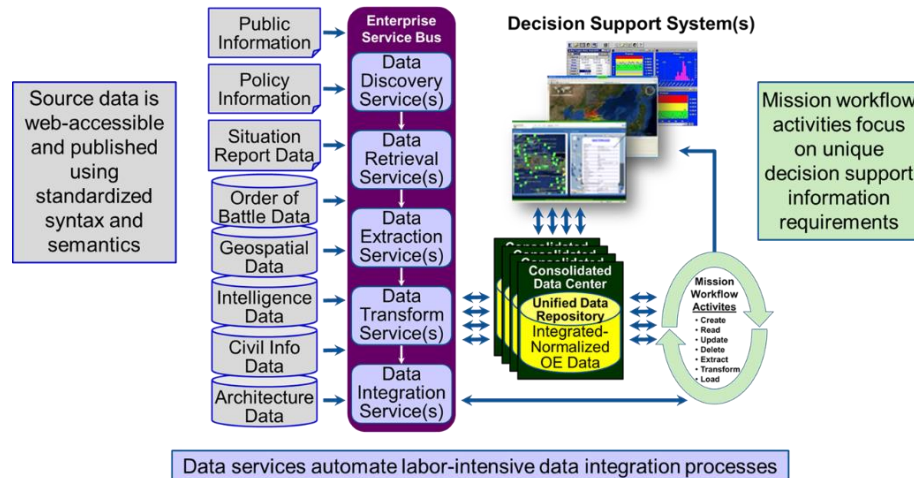 Public
Information
Policy
Information
Situation
Report Data
Order of
Battle Data
Geospatial
Data
Intelligence
Data
Civil Info
Data
Architecture
Data
Source data is
web-accessible
and published
using
standardized
syntax and
semantics
Enterprise
Service Bus
Data
Discovery
Service(s)
Data
Retrieval
Service(s)
Data
Extraction
Service(s)
Data
Transform
Service(s)
Data
Integration
Service(s)
Decision Support System(s)
Consolidated
Consolidated Data Center
Unified Data
Repository
Integrated-
Normalized
OE Data
Mission
Workflow
Activites
• Create
• Read
• Update
• Delete
• Extract
• Transform
• Load
Mission workflow
activities focus
on unique
decision support
information
requirements
Data services automate labor-intensive data integration processes